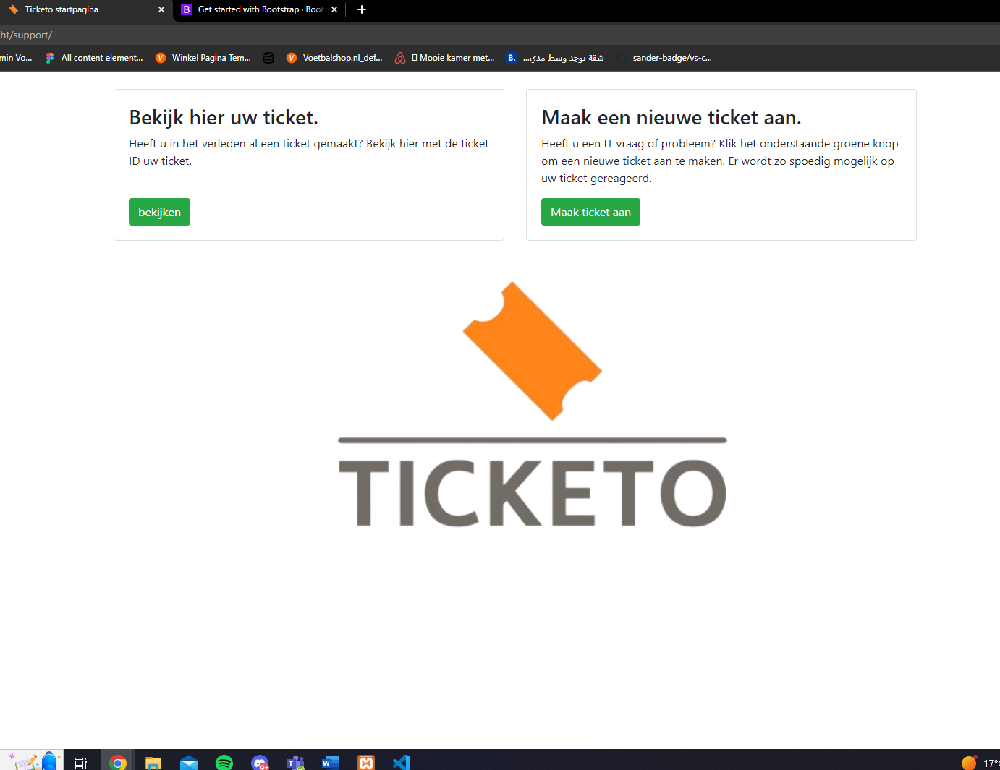 Ticketo startpagina
B Get started with Bootstrap · Boot
ht/support/
min Vo...
All content element...
V Winkel Pagina Tem...
V Voetbalshop.nl_def...
Mooie kamer met...
B. شقة توجد وسط مدي...
sander-badge/vs-c...
Bekijk hier uw ticket.
Heeft u in het verleden al een ticket gemaakt? Bekijk hier met de ticket
ID uw ticket.
bekijken
Maak een nieuwe ticket aan.
Heeft u een IT vraag of probleem? Klik het onderstaande groene knop
om een nieuwe ticket aan te maken. Er wordt zo spoedig mogelijk op
uw ticket gereageerd.
Maak ticket aan
TICKETO
9+
T
W
17°